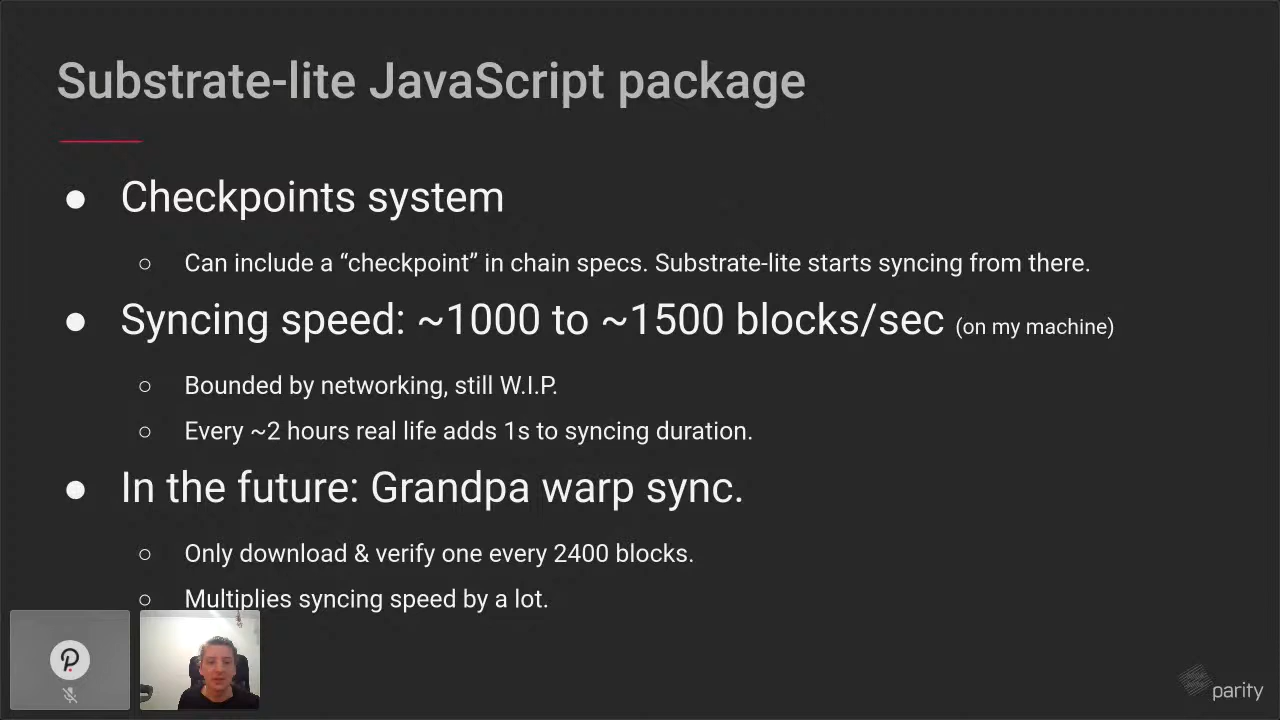 Substrate-lite JavaScript package
● Checkpoints system
○ Can include a “checkpoint” in chain specs. Substrate-lite starts syncing from there.
● Syncing speed: ~1000 to ~1500 blocks/sec (on my machine)
○ Bounded by networking, still W.I.P.
○ Every ~2 hours real life adds 1s to syncing duration.
● In the future: Grandpa warp sync.
○ Only download & verify one every 2400 blocks.
○ Multiplies syncing speed by a lot.
parity